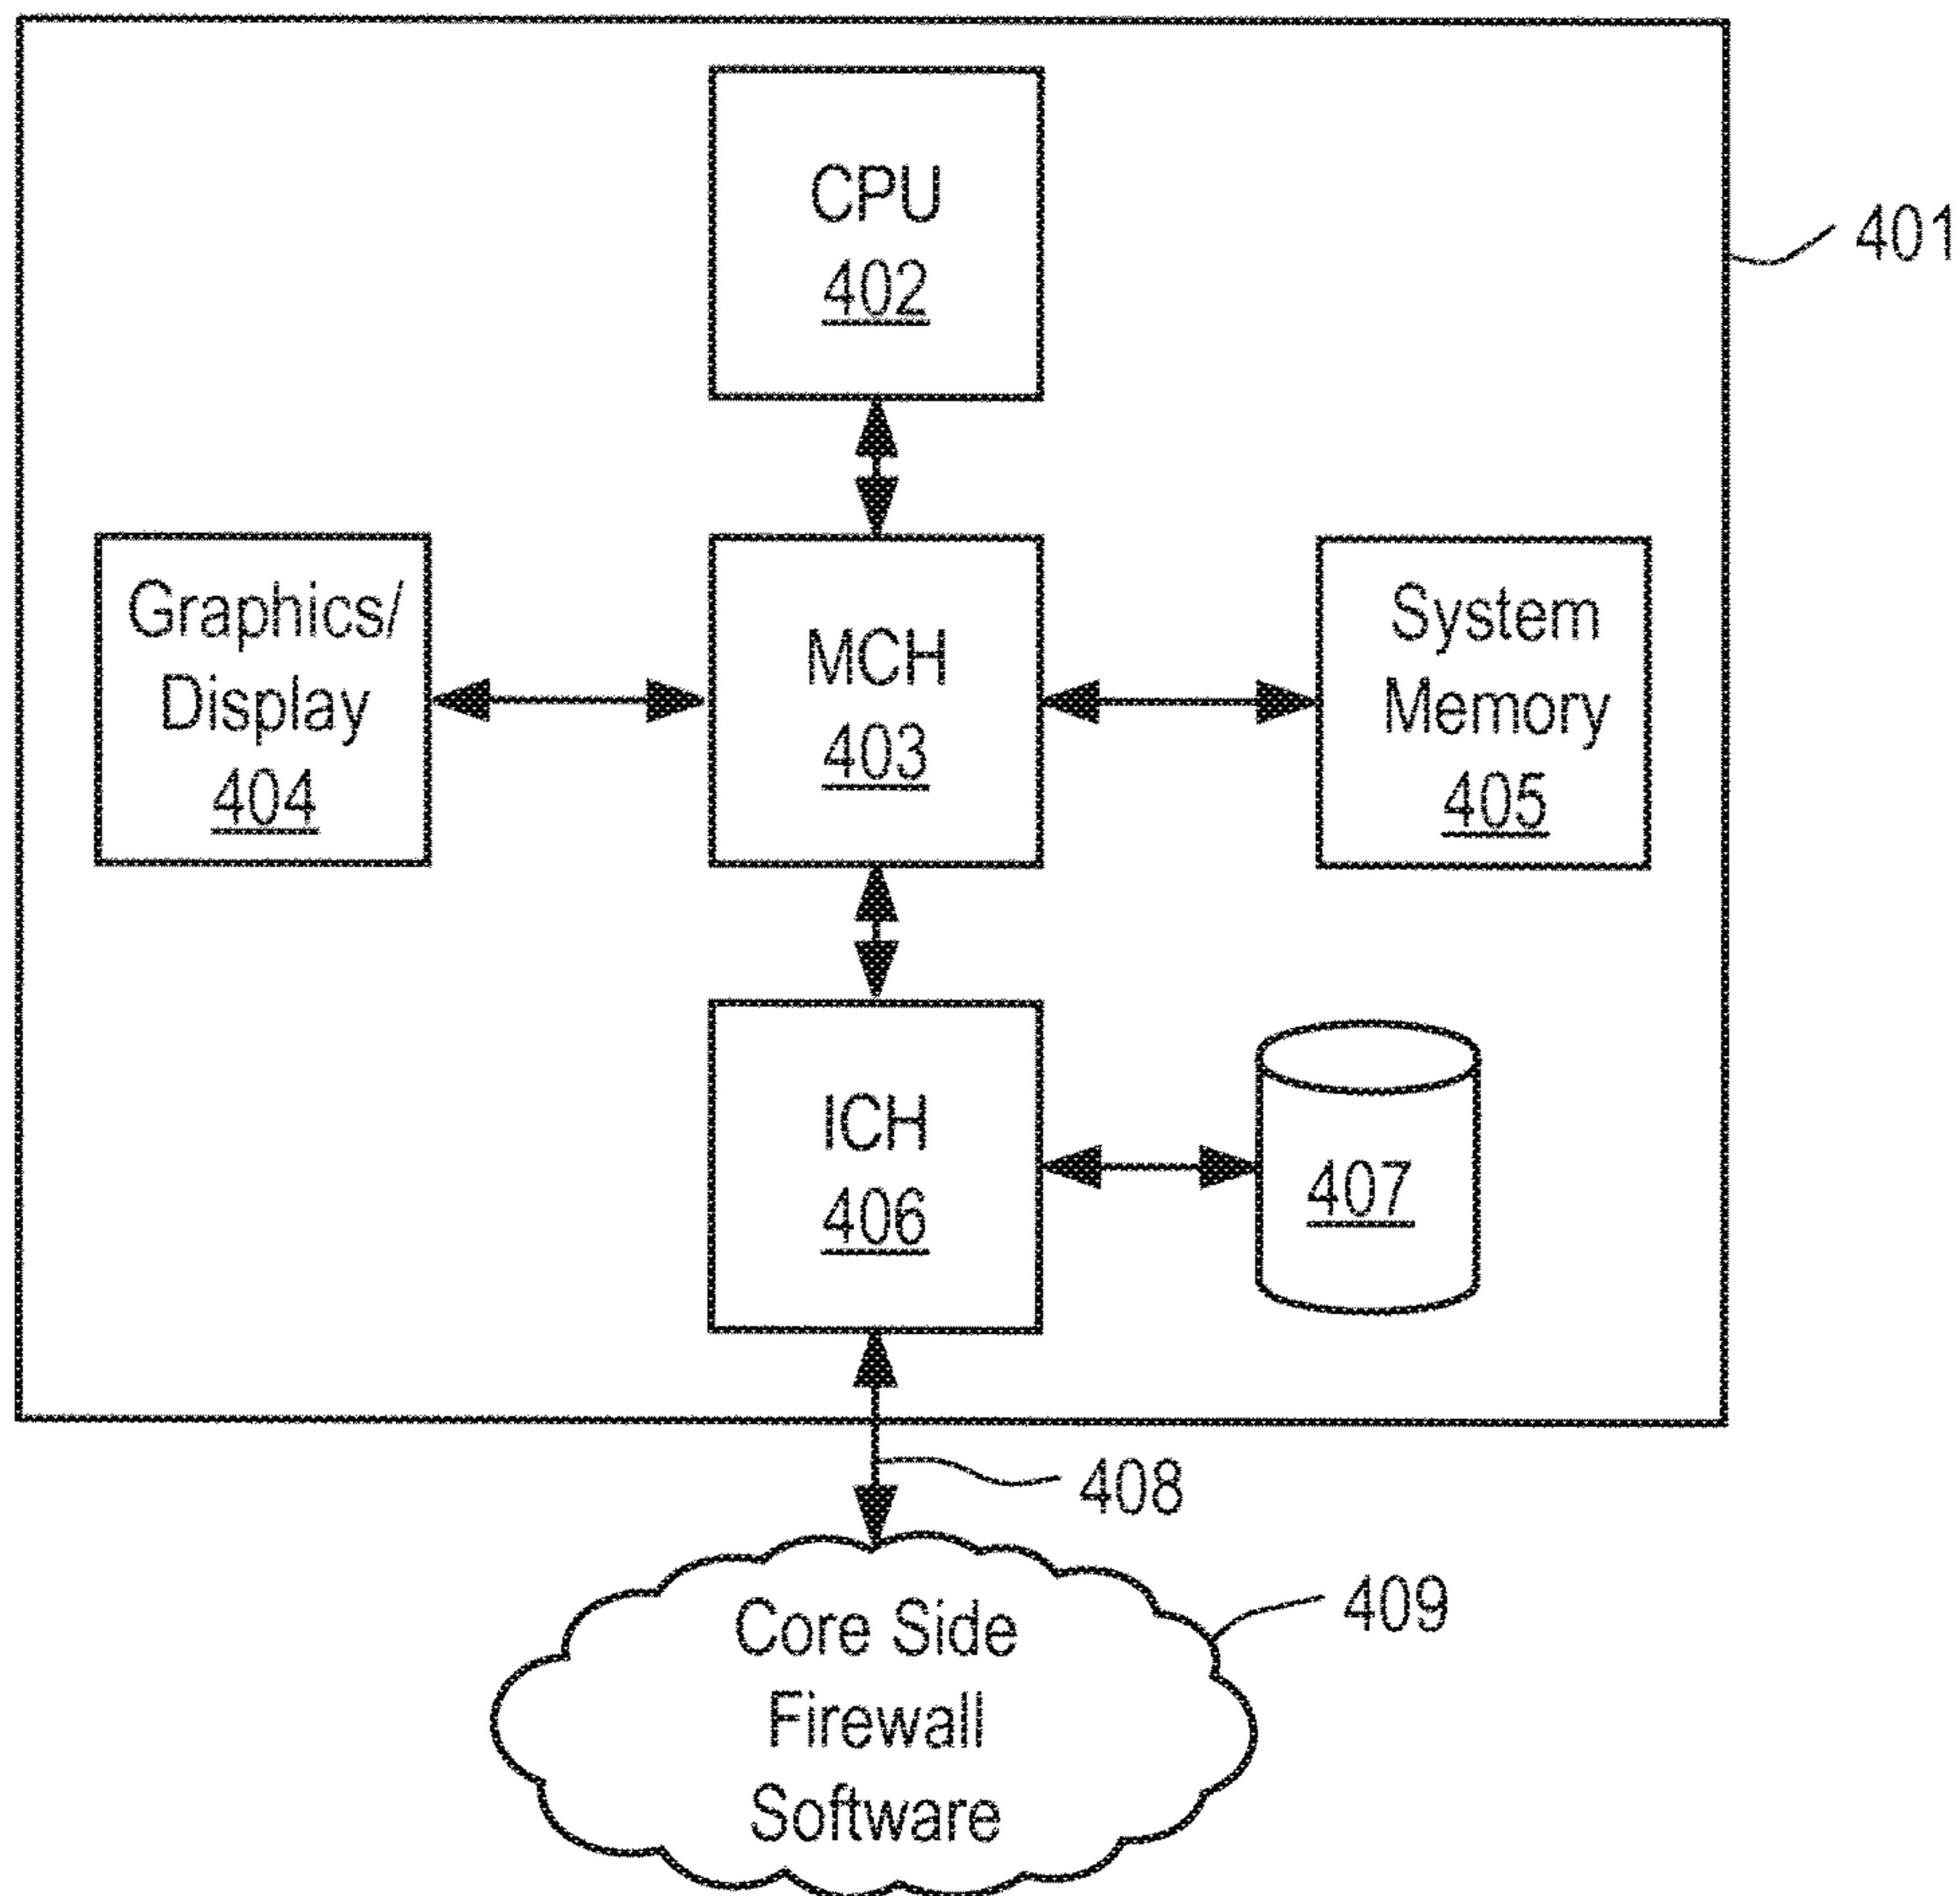 CPU
402
401
Graphics/
Display
404
MCH
403
System
Memory
405
ICH
406
407
408
409
Core Side
Firewall
Software